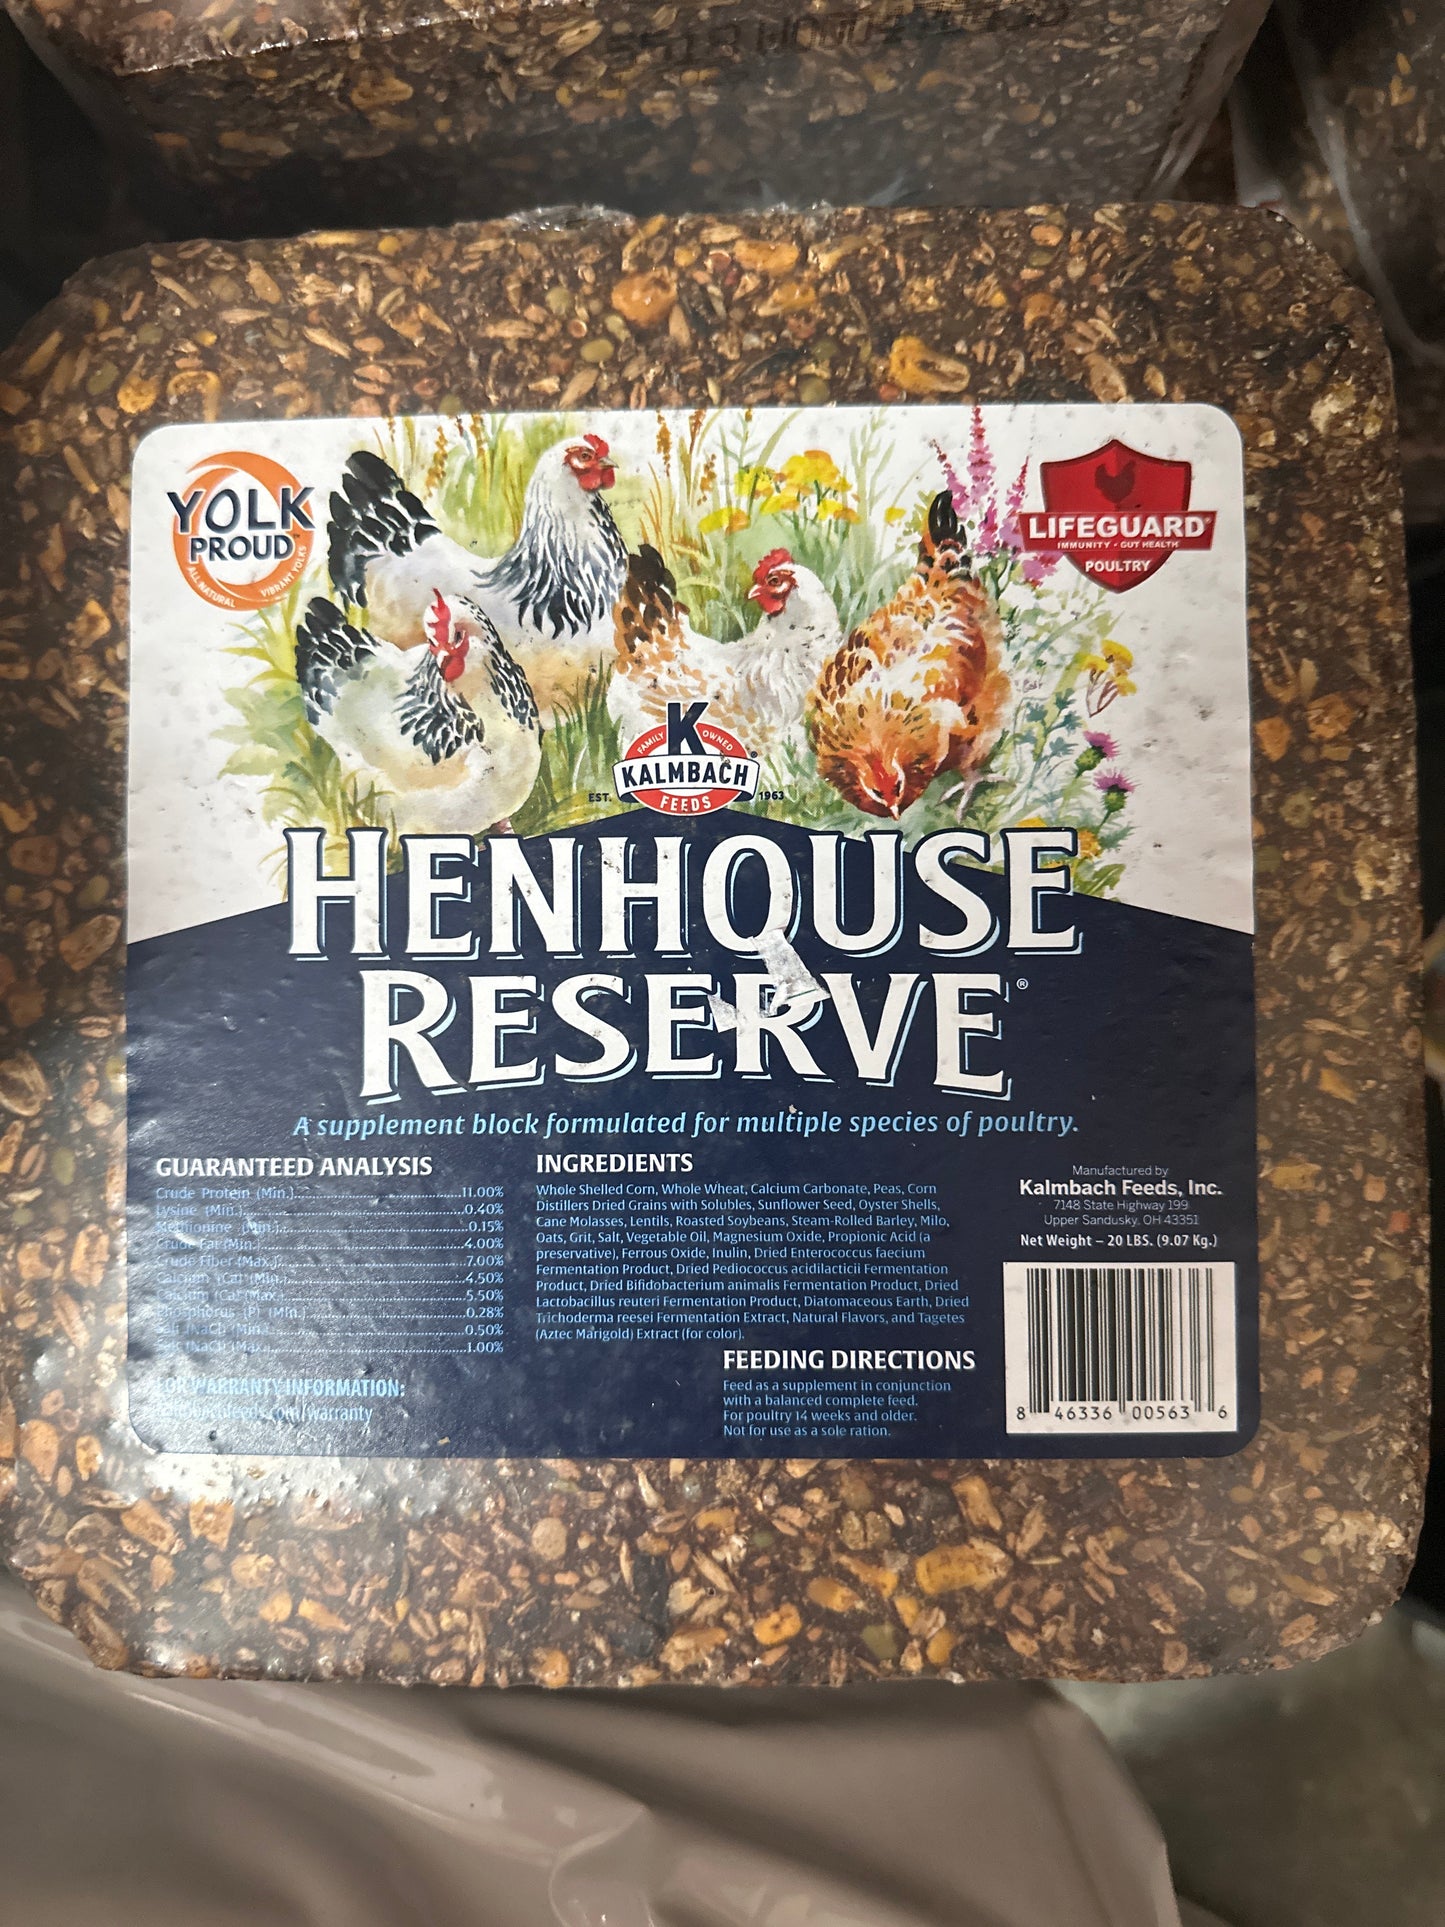 YOLK
PROUD
ALL NATURAL VIBRANT YOLKS
LIFEGUARD®
IMMUNITY • GUT HEALTH
POULTRY
K
FAMILY OWNED
KALMBACH®
EST. FEEDS 1963
HENHOUSE
RESERVE®
A supplement block formulated for multiple species of poultry.
GUARANTEED ANALYSIS
Crude Protein (Min.)...11.00%
Lysine (Min.)...0.40%
Methionine (Min.)...0.15%
Crude Fat (Min.)...4.00%
Crude Fiber (Max.)...7.00%
Calcium (Ca) (Min.)...4.50%
Calcium (Ca) (Max.)...5.50%
Phosphorus (P) (Min.)...0.28%
Salt (NaCl) (Min.)...0.50%
Salt (NaCl) (Max.)...1.00%
FOR WARRANTY INFORMATION:
/warranty
INGREDIENTS
Whole Shelled Corn, Whole Wheat, Calcium Carbonate, Peas, Corn
Distillers Dried Grains with Solubles, Sunflower Seed, Oyster Shells,
Cane Molasses, Lentils, Roasted Soybeans, Steam-Rolled Barley, Milo,
Oats, Grit, Salt, Vegetable Oil, Magnesium Oxide, Propionic Acid (a
preservative), Ferrous Oxide, Inulin, Dried Enterococcus faecium
Fermentation Product, Dried Pediococcus acidilacticii Fermentation
Product, Dried Bifidobacterium animalis Fermentation Product, Dried
Lactobacillus reuteri Fermentation Product, Diatomaceous Earth, Dried
Trichoderma reesei Fermentation Extract, Natural Flavors, and Tagetes
(Aztec Marigold) Extract (for color).
FEEDING DIRECTIONS
Feed as a supplement in conjunction
with a balanced complete feed.
For poultry 14 weeks and older.
Not for use as a sole ration.
Manufactured by
Kalmbach Feeds, Inc.
7148 State Highway 199
Upper Sandusky, OH 43351
Net Weight – 20 LBS. (9.07 Kg.)
8 46336 00563 6